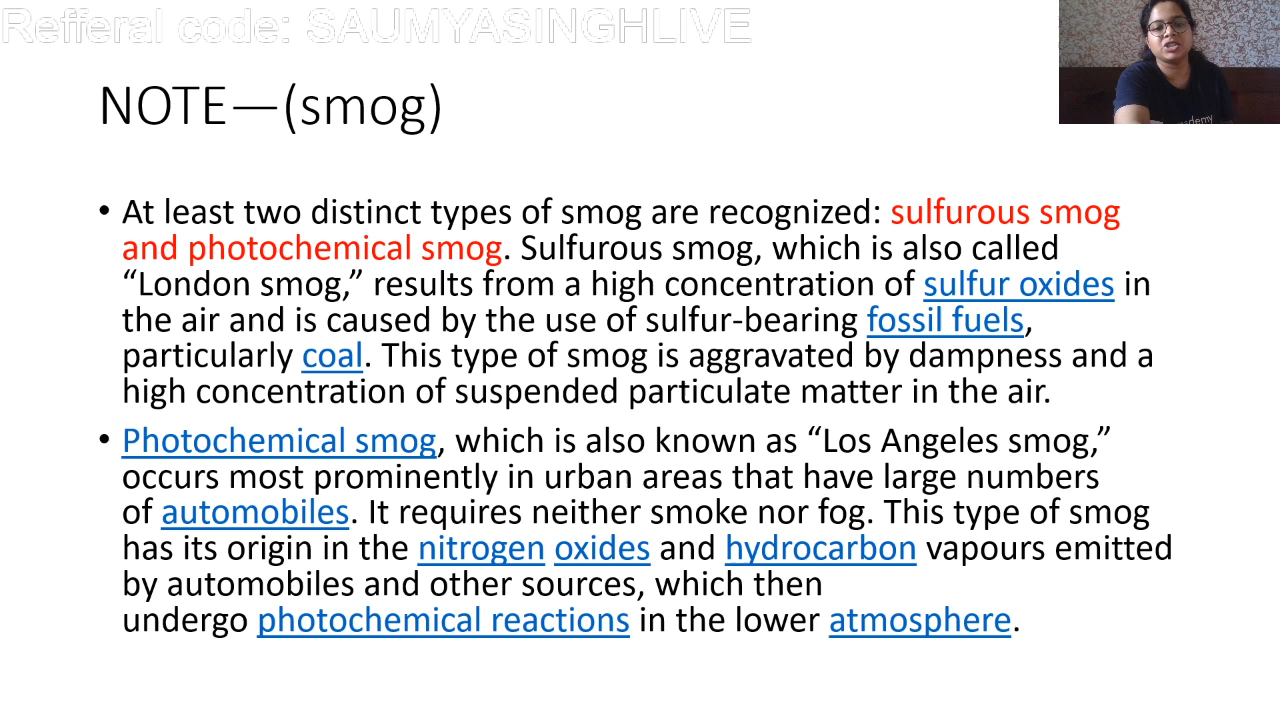 Refferal code: SAUMYASINGHLIVE
NOTE—(smog)
• At least two distinct types of smog are recognized: sulfurous smog
and photochemical smog. Sulfurous smog, which is also called
“London smog,” results from a high concentration of sulfur oxides in
the air and is caused by the use of sulfur-bearing fossil fuels,
particularly coal. This type of smog is aggravated by dampness and a
high concentration of suspended particulate matter in the air.
• Photochemical smog, which is also known as “Los Angeles smog,”
occurs most prominently in urban areas that have large numbers
of automobiles. It requires neither smoke nor fog. This type of smog
has its origin in the nitrogen oxides and hydrocarbon vapours emitted
by automobiles and other sources, which then
undergo photochemical reactions in the lower atmosphere.